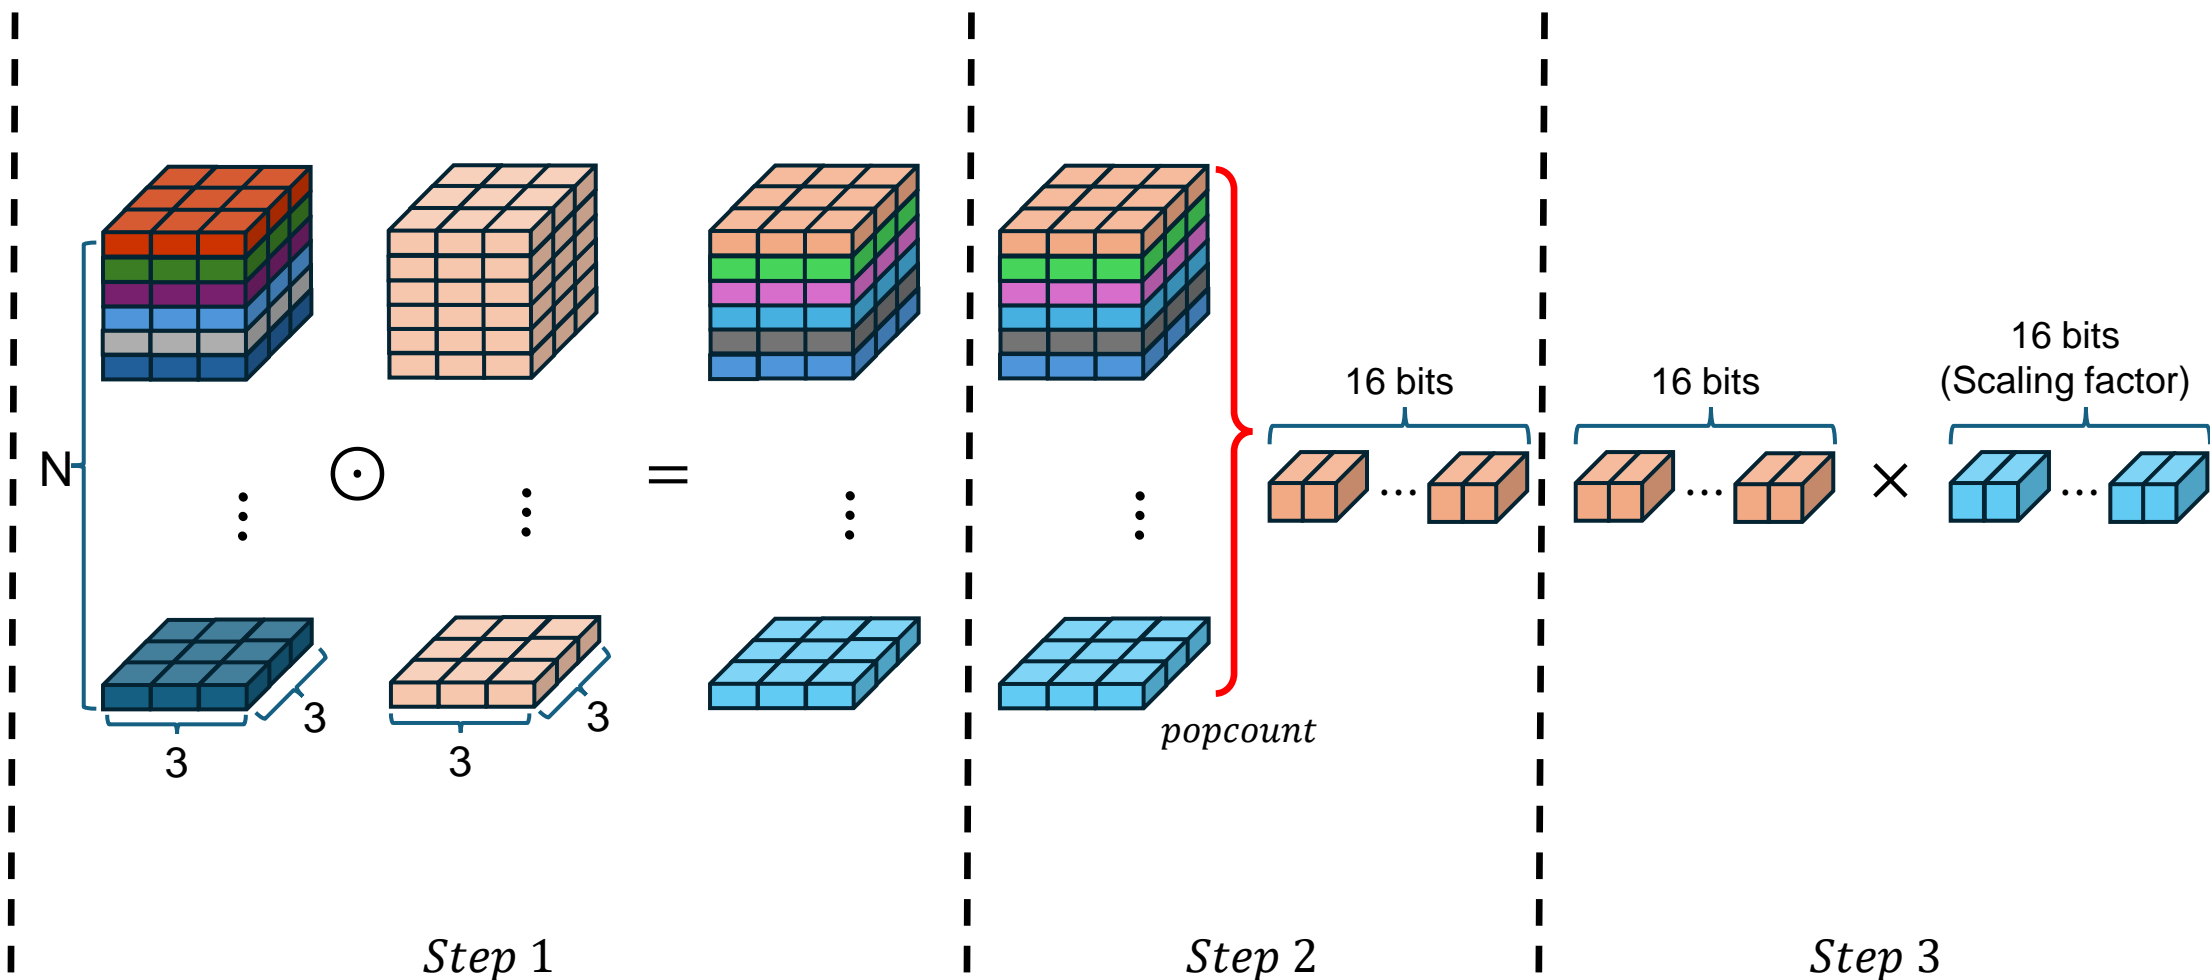 N
⊙
=
3
3
3
3
popcount
16 bits
16 bits
16 bits
(Scaling factor)
×
Step 1
Step 2
Step 3